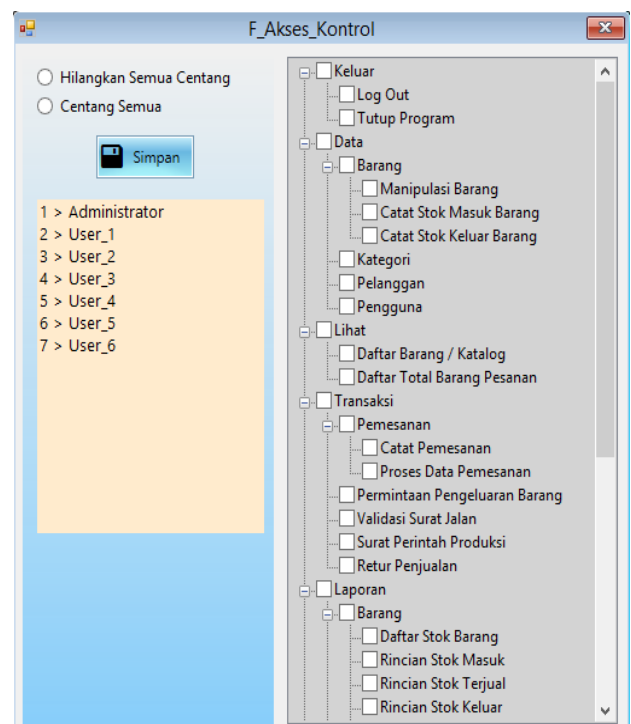 F_Akses_Kontrol
Hilangkan Semua Centang
Centang Semua
Simpan
1 > Administrator
2 > User_1
3 > User_2
4 > User_3
5 > User_4
6 > User_5
7 > User_6
Keluar
Log Out
Tutup Program
Data
Barang
Manipulasi Barang
Catat Stok Masuk Barang
Catat Stok Keluar Barang
Kategori
Pelanggan
Pengguna
Lihat
Daftar Barang / Katalog
Daftar Total Barang Pesanan
Transaksi
Pemesanan
Catat Pemesanan
Proses Data Pemesanan
Permintaan Pengeluaran Barang
Validasi Surat Jalan
Surat Perintah Produksi
Retur Penjualan
Laporan
Barang
Daftar Stok Barang
Rincian Stok Masuk
Rincian Stok Terjual
Rincian Stok Keluar